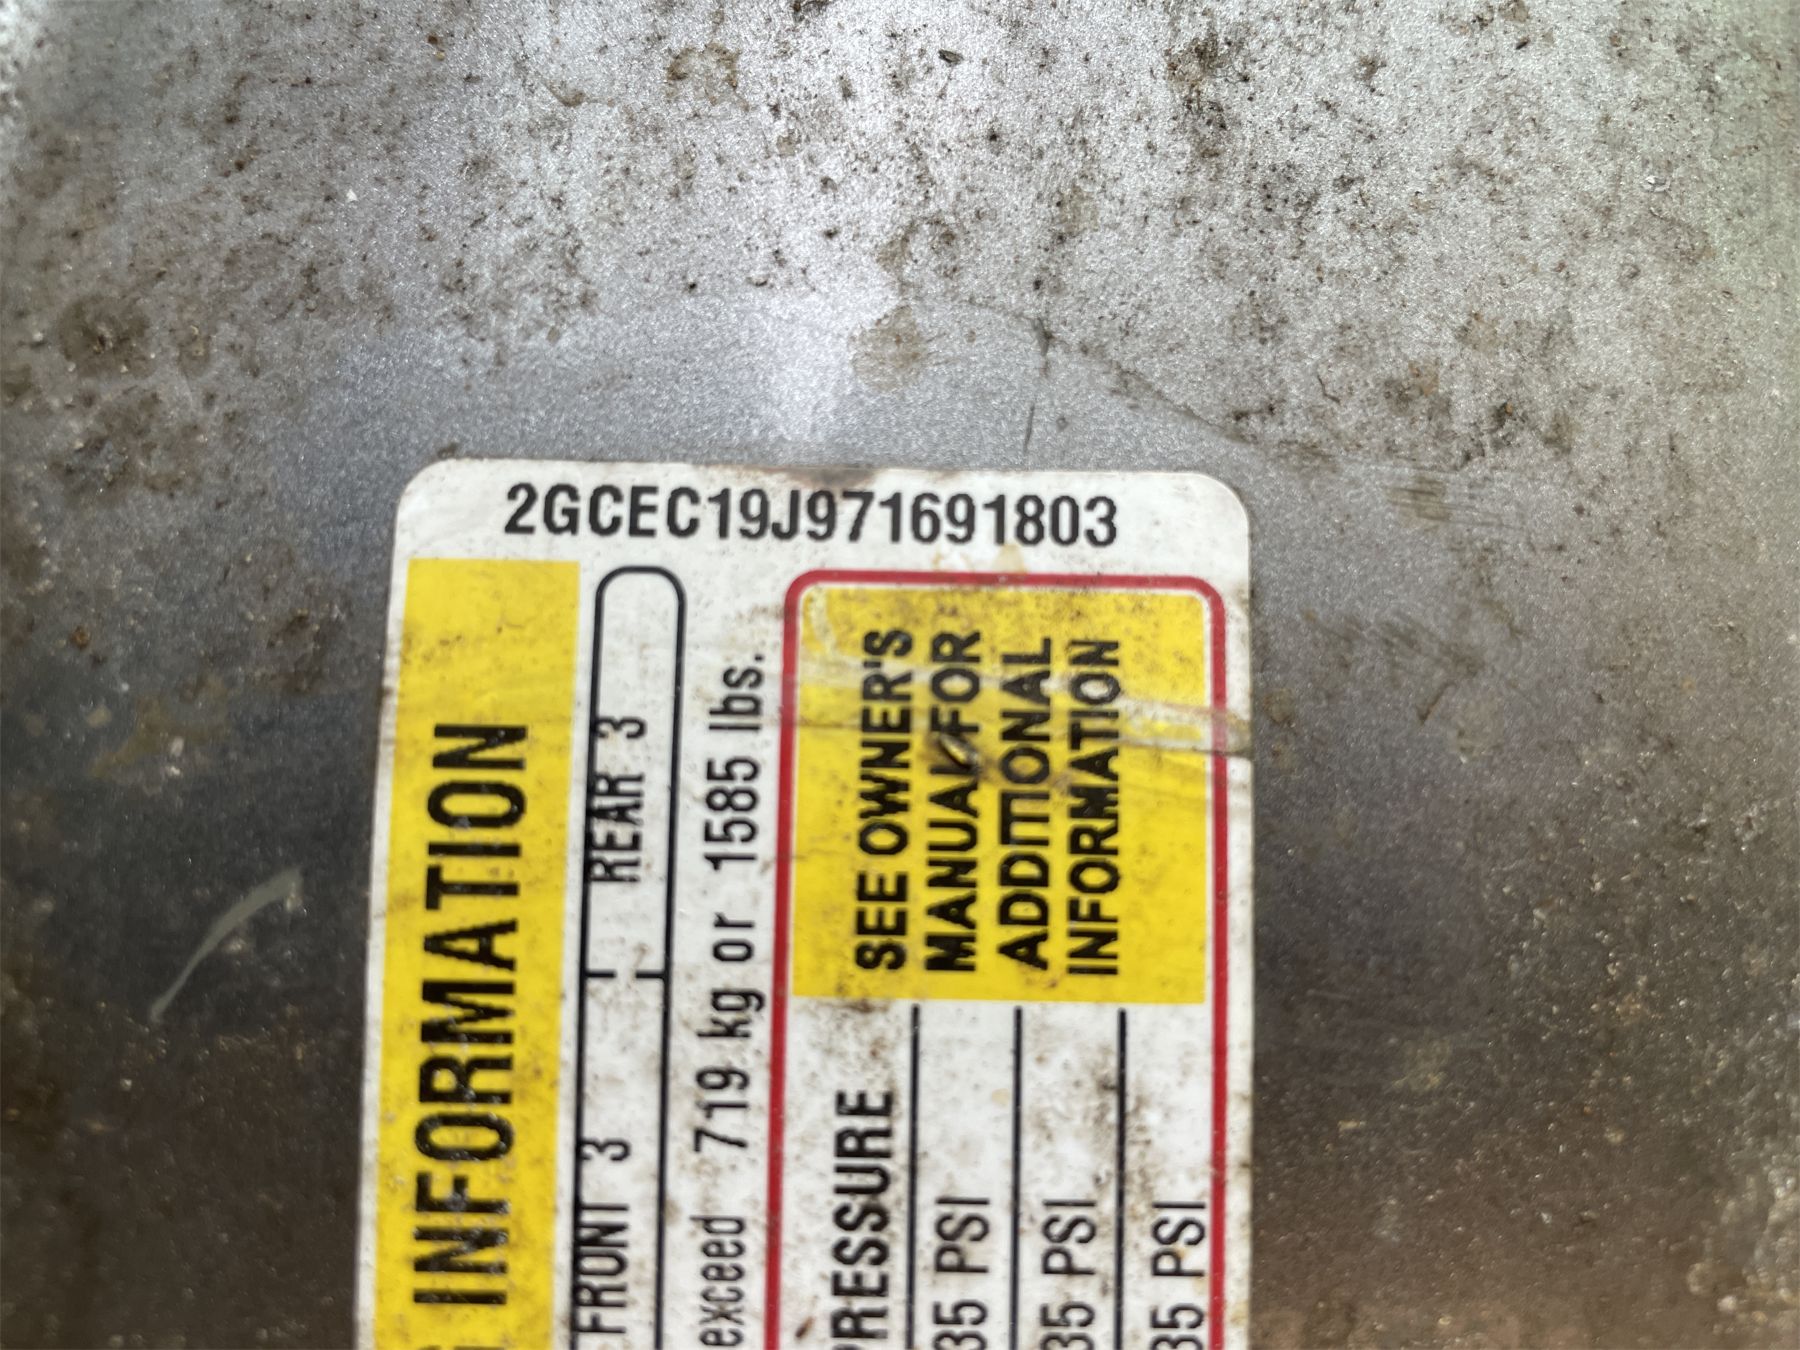 2GCEC19J971691803
INFORMATION
FRONT 3 REAR 3
exceed 719 kg or 1585 lbs.
PRESSURE
35 PSI
35 PSI
35 PSI
SEE OWNER'S
MANUAL FOR
ADDITIONAL
INFORMATION